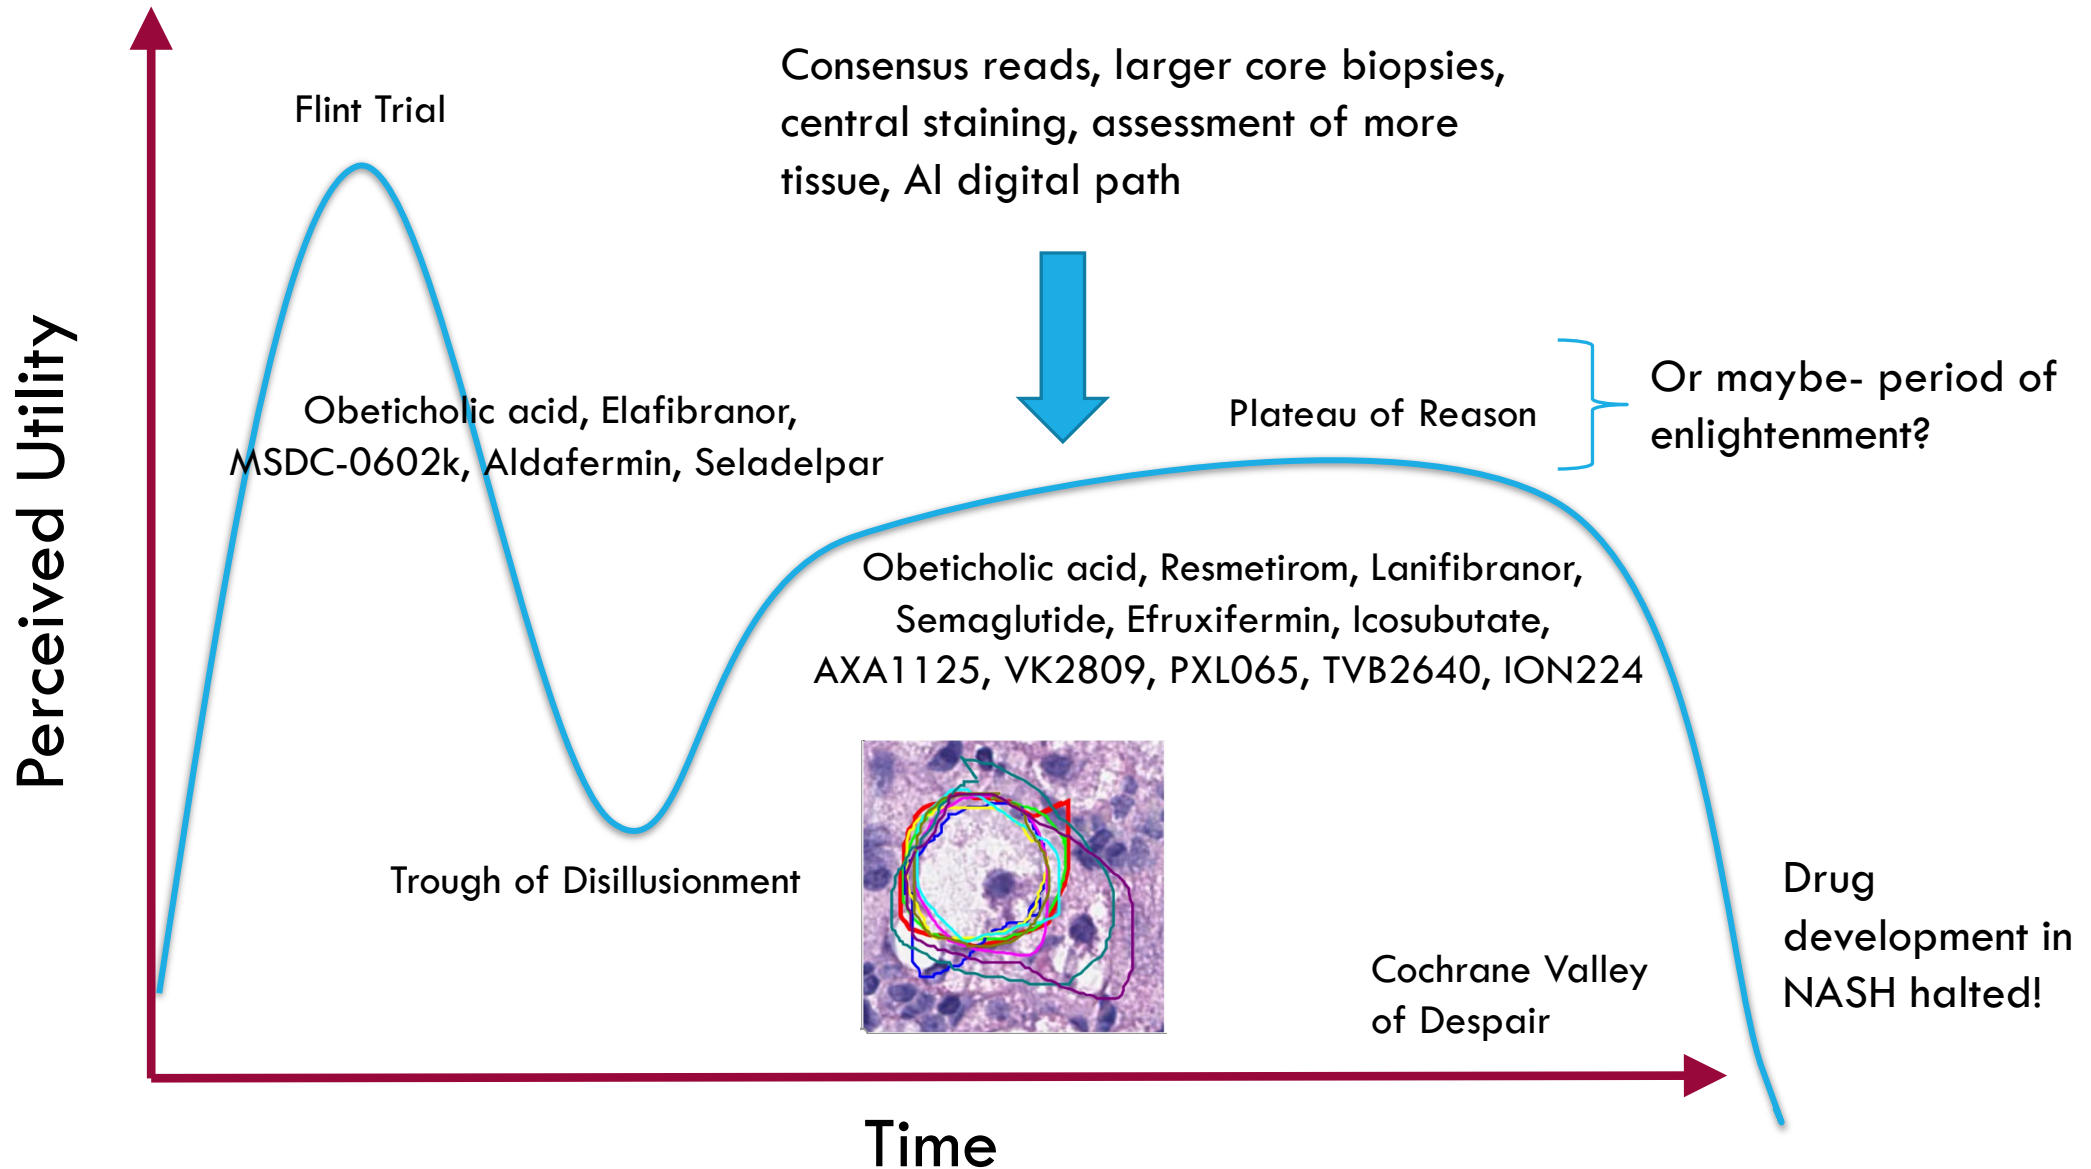 Flint Trial
Consensus reads, larger core biopsies,
central staining, assessment of more
tissue, AI digital path
Perceived Utility
Obeticholic acid, Elafibranor,
MSDC-0602k, Aldafermin, Seladelpar
Plateau of Reason
Or maybe- period of
enlightenment?
Obeticholic acid, Resmetirom, Lanifibranor,
Semaglutide, Efruxifermin, Icosubutate,
AXA1125, VK2809, PXL065, TVB2640, ION224
Trough of Disillusionment
Cochrane Valley
of Despair
Drug
development in
NASH halted!
Time